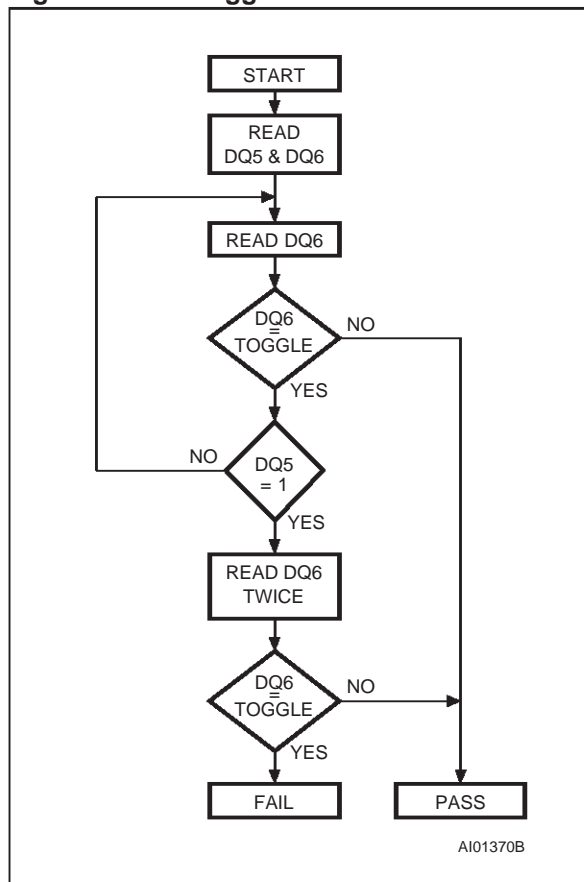 START
READ
DQ5 & DQ6
READ DQ6
DQ6
=
TOGGLE
NO
YES
NO
DQ5
= 1
YES
READ DQ6
TWICE
DQ6
=
TOGGLE
NO
YES
FAIL
PASS
AI01370B